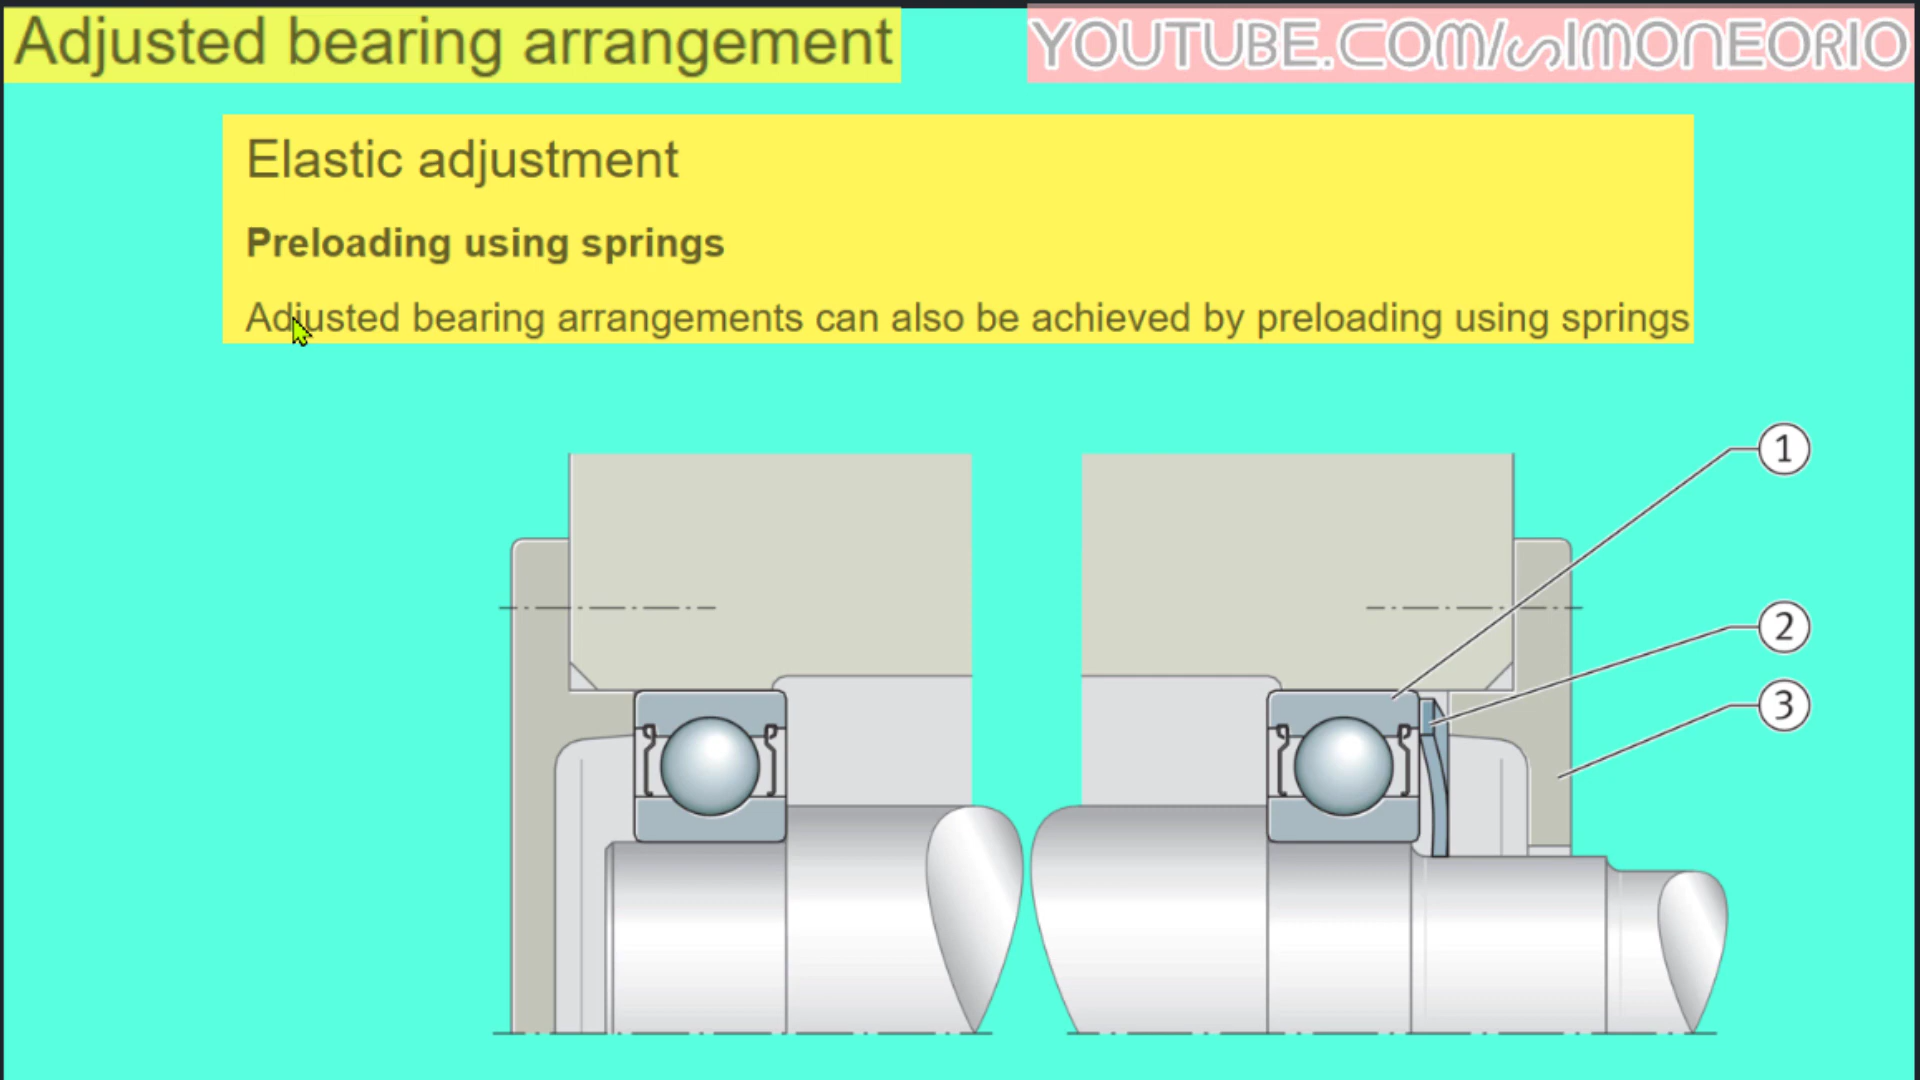 Adjusted bearing arrangement
YOUTUBE.COM/SIMONEORIO
Elastic adjustment
Preloading using springs
Adjusted bearing arrangements can also be achieved by preloading using springs
1
2
3